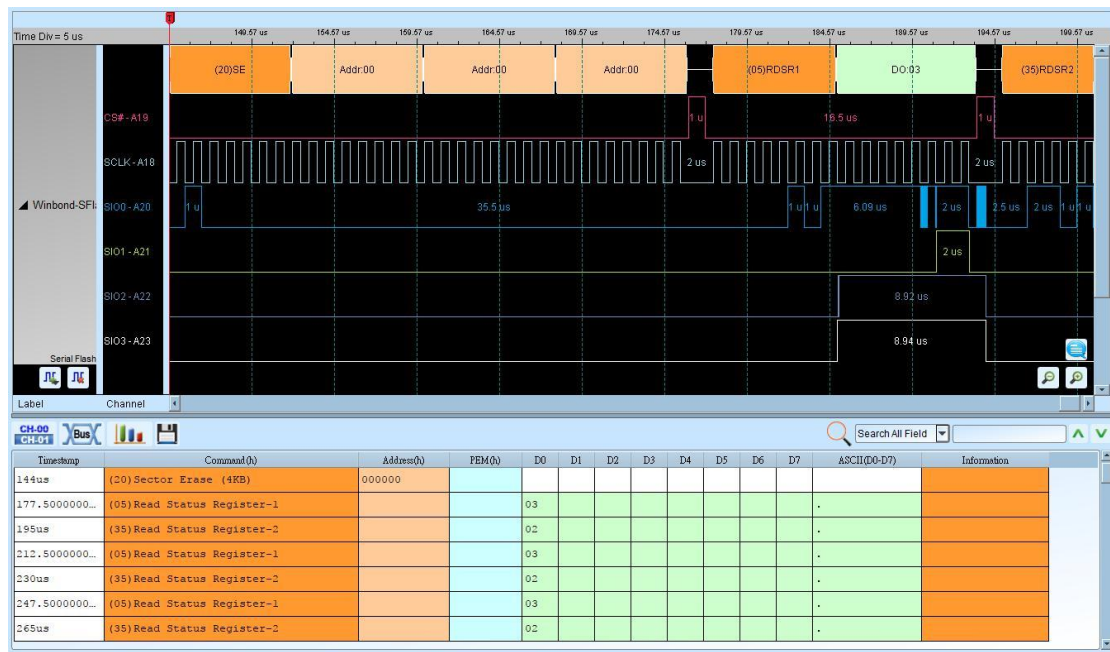 Time Div = 5 us
149.57 us 154.57 us 159.57 us 164.57 us 169.57 us 174.57 us 179.57 us 184.57 us 189.57 us 194.57 us 199.57 us
(20)SE Addr:00 Addr:00 Addr:00 (05)RDSR1 DO:03 (35)RDSR2
CS# - A19 1 u 16.5 us 1 u
SCLK - A18 2 us 2 us
Winbond-SFl SIO0 - A20 1 u 35.5 us 1 u 1 u 6.09 us 2 us 2.5 us 2 us 1 u 1 u
SIO1 - A21 2 us
SIO2 - A22 8.92 us
SIO3 - A23 8.94 us
Serial Flash
Label Channel
CH-00
CH-01 Bus Search All Field
Timestamp Command(h) Address(h) PEM(h) D0 D1 D2 D3 D4 D5 D6 D7 ASCII(D0-D7) Information
144us (20)Sector Erase (4KB) 000000
177.5000000... (05)Read Status Register-1 03 .
195us (35)Read Status Register-2 02 .
212.5000000... (05)Read Status Register-1 03 .
230us (35)Read Status Register-2 02 .
247.5000000... (05)Read Status Register-1 03 .
265us (35)Read Status Register-2 02 .